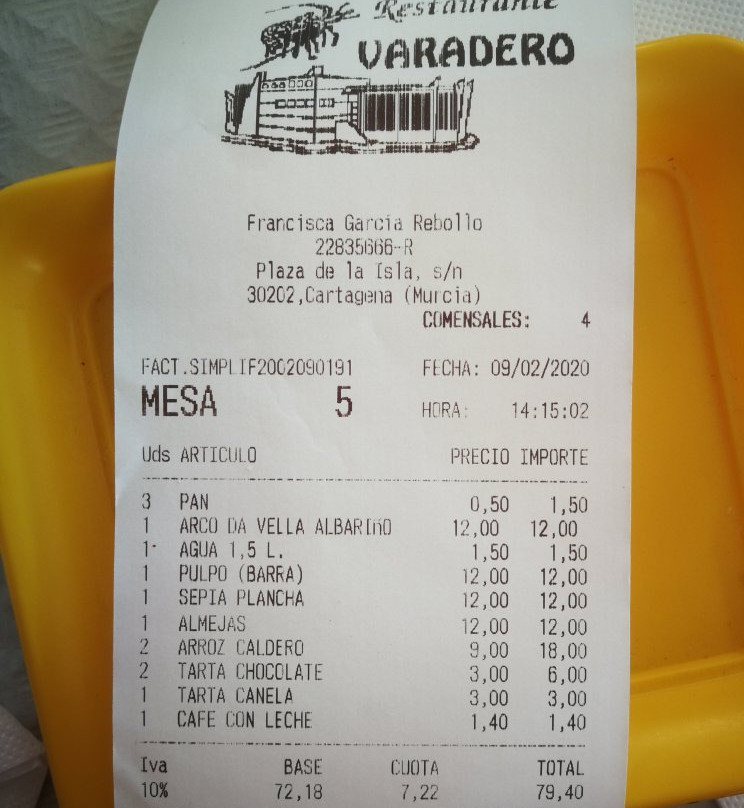 Restaurante
VARADERO
Francisca Garcia Rebollo
22835666-R
Plaza de la Isla, s/n
30202,Cartagena (Murcia)
COMENSALES: 4
FACT.SIMPLIF2002090191 FECHA: 09/02/2020
MESA 5 HORA: 14:15:02
Uds ARTICULO PRECIO IMPORTE
3 PAN 0,50 1,50
1 ARCO DA VELLA ALBARIñO 12,00 12,00
1 AGUA 1,5 L. 1,50 1,50
1 PULPO (BARRA) 12,00 12,00
1 SEPIA PLANCHA 12,00 12,00
1 ALMEJAS 12,00 12,00
2 ARROZ CALDERO 9,00 18,00
2 TARTA CHOCOLATE 3,00 6,00
1 TARTA CANELA 3,00 3,00
1 CAFE CON LECHE 1,40 1,40
Iva BASE CUOTA TOTAL
10% 72,18 7,22 79,40